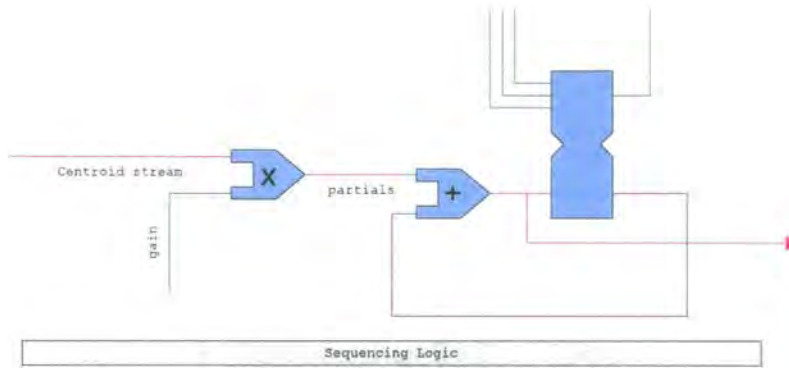 Centroid stream
X
partials
+
gain
Sequencing Logic